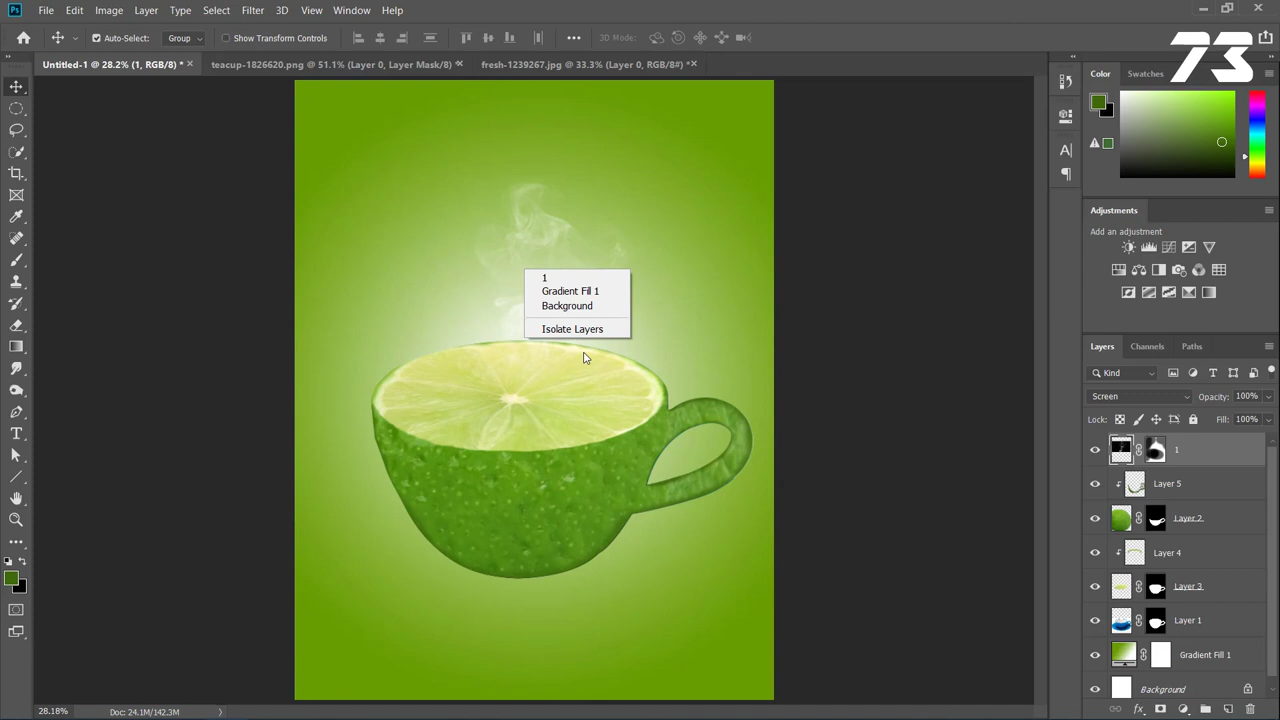 Ps File Edit Image Layer Type Select Filter 3D View Window Help
Auto-Select: Group Show Transform Controls 3D Mode:
73
Untitled-1 @ 28.2% (1, RGB/8) * × teacup-1826620.png @ 51.1% (Layer 0, Layer Mask/8) × fresh-1239267.jpg @ 33.3% (Layer 0, RGB/8#) *×
Color Swatches
Adjustments
Add an adjustment
1
Gradient Fill 1
Background
Isolate Layers
Layers Channels Paths
Kind
Screen Opacity: 100%
Lock: Fill: 100%
1
Layer 5
Layer 2
Layer 4
Layer 3
Layer 1
Gradient Fill 1
Background
28.18% Doc: 24.1M/142.3M